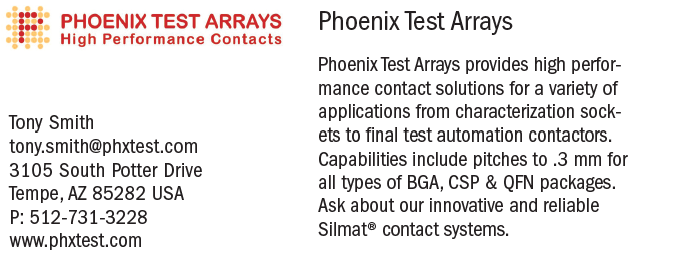 PHOENIX TEST ARRAYS
High Performance Contacts
Tony Smith
tony.smith@phxtest.com
3105 South Potter Drive
Tempe, AZ 85282 USA
P: 512-731-3228
www.phxtest.com
Phoenix Test Arrays
Phoenix Test Arrays provides high perfor-
mance contact solutions for a variety of
applications from characterization sock-
ets to final test automation contactors.
Capabilities include pitches to .3 mm for
all types of BGA, CSP & QFN packages.
Ask about our innovative and reliable
Silmat® contact systems.